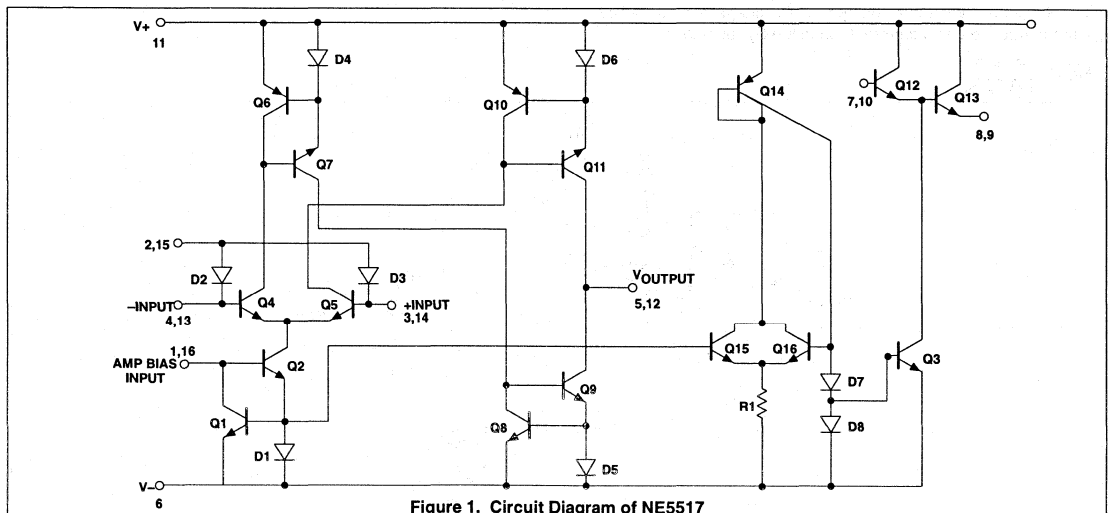 V+
11
D4
D6
Q6
Q10
Q14
Q12
7,10
Q13
8,9
Q7
Q11
2,15
D2
D3
VOUTPUT
5,12
–INPUT
4,13
Q4
Q5
+INPUT
3,14
1,16
AMP BIAS
INPUT
Q2
Q15
Q16
Q3
D7
R1
D8
Q9
Q1
Q8
D1
D5
V–
6
Figure 1. Circuit Diagram of NE5517